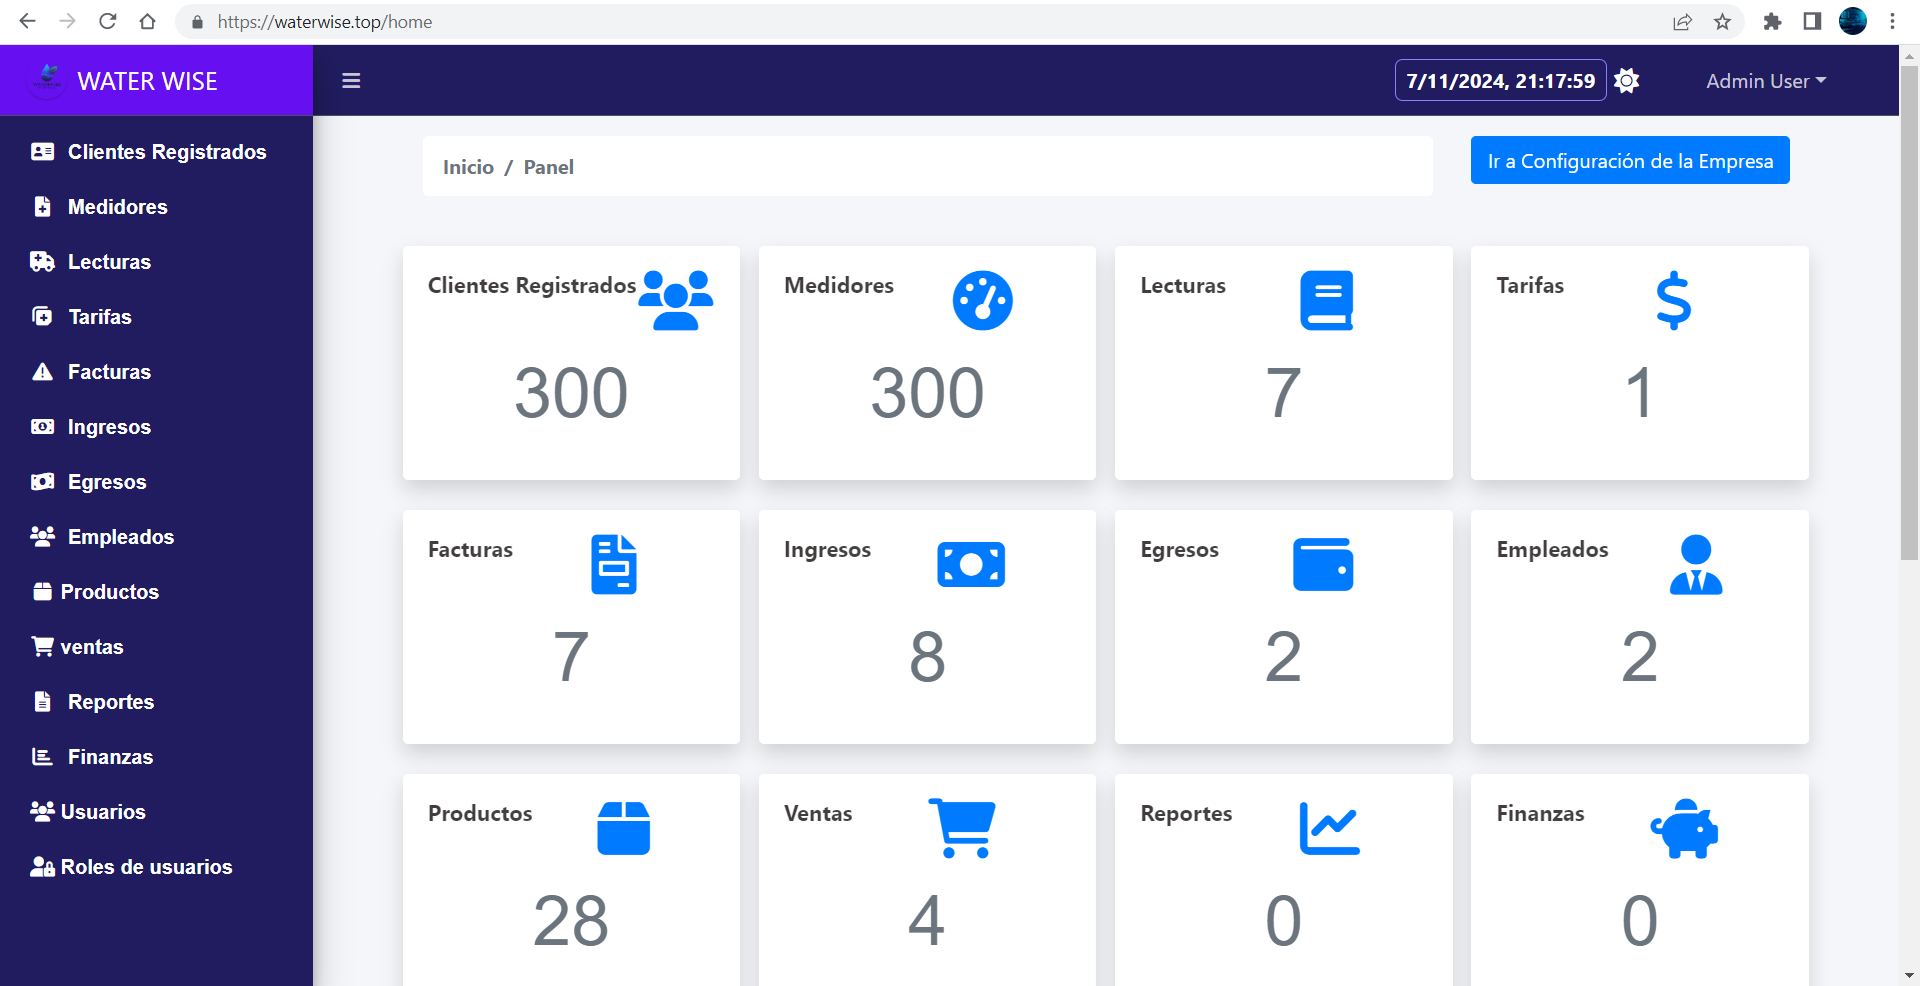 https://waterwise.top/home
WATER WISE
7/11/2024, 21:17:59
Admin User
Clientes Registrados
Medidores
Lecturas
Tarifas
Facturas
Ingresos
Egresos
Empleados
Productos
ventas
Reportes
Finanzas
Usuarios
Roles de usuarios
Inicio / Panel
Ir a Configuración de la Empresa
Clientes Registrados
300
Medidores
300
Lecturas
7
Tarifas
1
Facturas
7
Ingresos
8
Egresos
2
Empleados
2
Productos
28
Ventas
4
Reportes
0
Finanzas
0